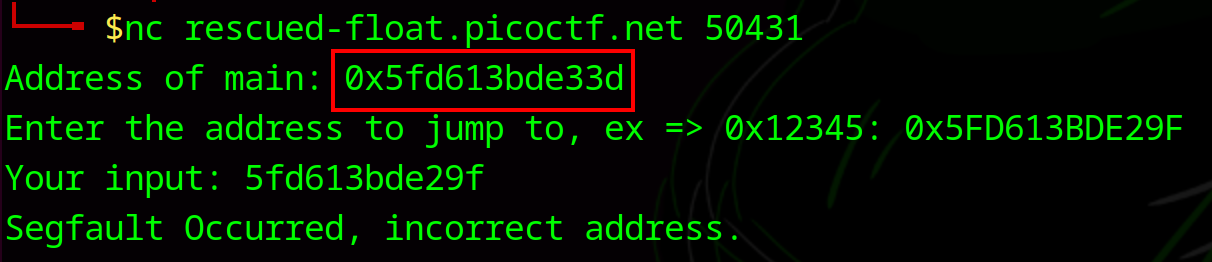 $nc rescued-float.picoctf.net 50431
Address of main: 0x5fd613bde33d
Enter the address to jump to, ex => 0x12345: 0x5FD613BDE29F
Your input: 5fd613bde29f
Segfault Occurred, incorrect address.